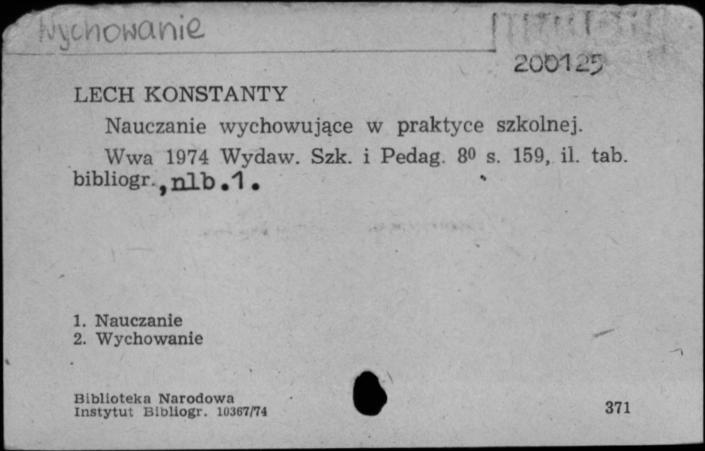 Wychowanie
200125
LECH KONSTANTY
Nauczanie wychowujące w praktyce szkolnej.
Wwa 1974 Wydaw. Szk. i Pedag. 8⁰ s. 159, il. tab.
bibliogr., nlb.1.
1. Nauczanie
2. Wychowanie
Biblioteka Narodowa
Instytut Bibliogr. 10367/74
371